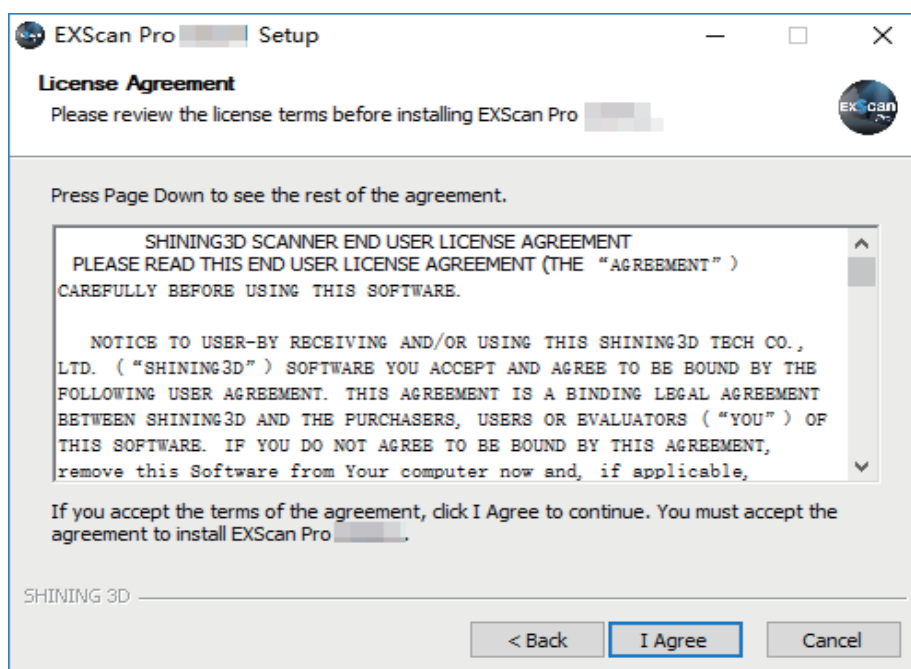 EXScan Pro Setup
License Agreement
Please review the license terms before installing EXScan Pro
EXScan
Pro
Press Page Down to see the rest of the agreement.
SHINING3D SCANNER END USER LICENSE AGREEMENT
PLEASE READ THIS END USER LICENSE AGREEMENT (THE “AGREEMENT”)
CAREFULLY BEFORE USING THIS SOFTWARE.
NOTICE TO USER-BY RECEIVING AND/OR USING THIS SHINING3D TECH CO.,
LTD. (“SHINING3D”) SOFTWARE YOU ACCEPT AND AGREE TO BE BOUND BY THE
FOLLOWING USER AGREEMENT. THIS AGREEMENT IS A BINDING LEGAL AGREEMENT
BETWEEN SHINING3D AND THE PURCHASERS, USERS OR EVALUATORS (“YOU”) OF
THIS SOFTWARE. IF YOU DO NOT AGREE TO BE BOUND BY THIS AGREEMENT,
remove this Software from Your computer now and, if applicable,
If you accept the terms of the agreement, click I Agree to continue. You must accept the
agreement to install EXScan Pro .
SHINING 3D
< Back I Agree Cancel